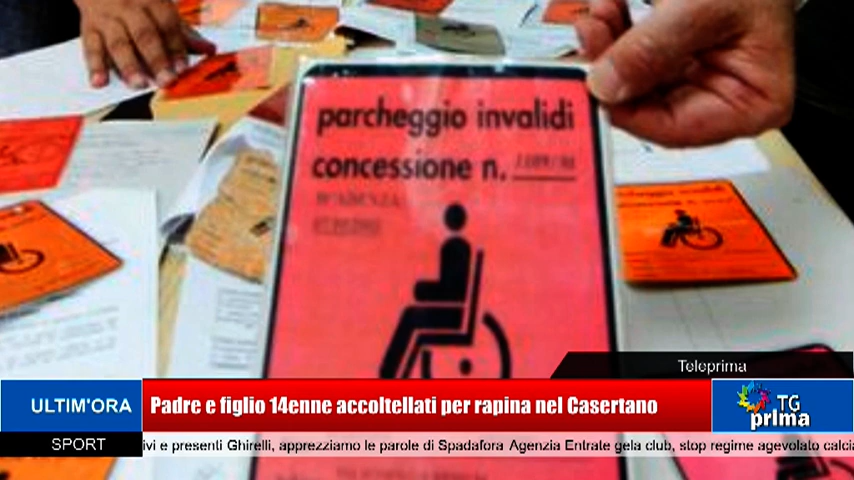 parcheggio invalidi
concessione n.
Teleprima
ULTIM'ORA
Padre e figlio 14enne accoltellati per rapina nel Casertano
TG
prima
SPORT
ivi e presenti Ghirelli, apprezziamo le parole di Spadafora Agenzia Entrate gela club, stop regime agevolato calcia